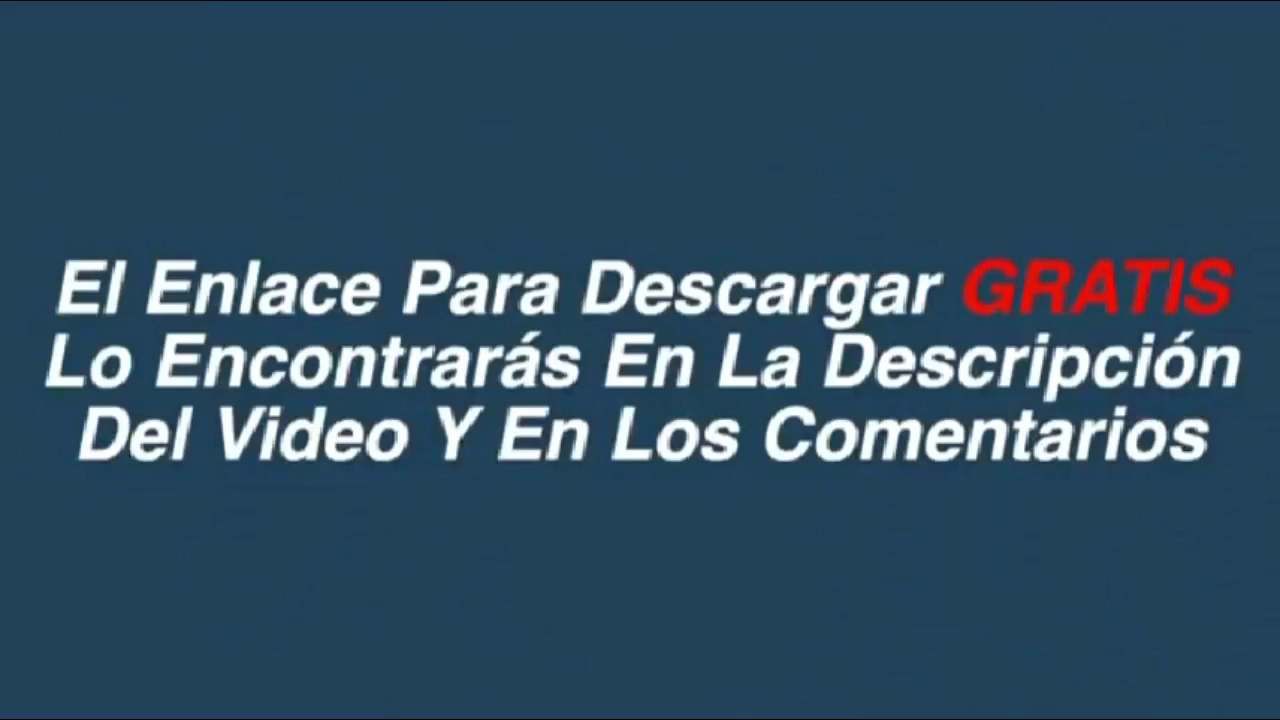 El Enlace Para Descargar GRATIS
Lo Encontrarás En La Descripción
Del Video Y En Los Comentarios